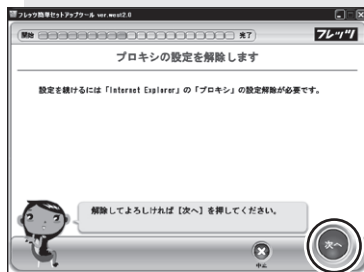 フレッツ簡単セットアップツール ver.west2.0
開始 完了 フレッツ
プロキシの設定を解除します
設定を続けるには「Internet Explorer」の「プロキシ」の設定解除が必要です。
解除してよろしければ【次へ】を押してください。
次へ
中止